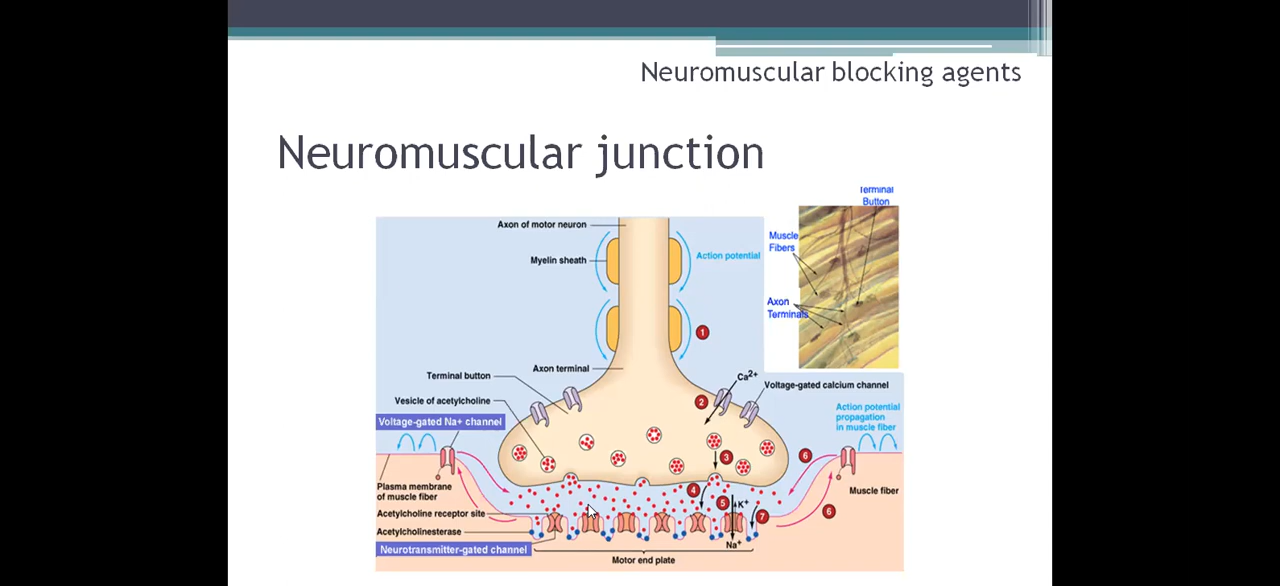 Neuromuscular blocking agents
Neuromuscular junction
Terminal
Button
Muscle
Fibers
Axon
Terminals
Axon of motor neuron
Myelin sheath
Action potential
1
Axon terminal
Terminal button
Ca2+
Voltage-gated calcium channel
Vesicle of acetylcholine
2
Voltage-gated Na+ channel
Action potential
propagation
in muscle fiber
3
6
Plasma membrane
of muscle fiber
4
Muscle fiber
5
K+
Acetylcholine receptor site
7
6
Acetylcholinesterase
Neurotransmitter-gated channel
Na+
Motor end plate